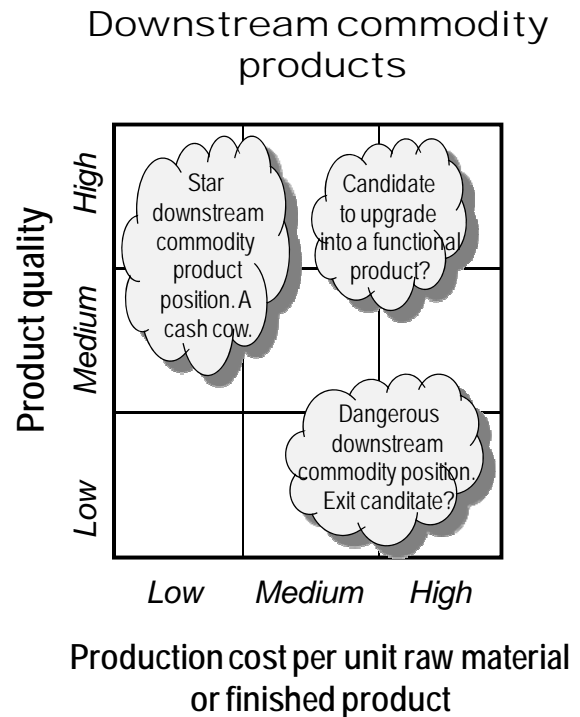 Downstream commodity
products
Product quality
High
Medium
Low
Star
downstream
commodity
product
position. A
cash cow.
Candidate
to upgrade
into a functional
product?
Dangerous
downstream
commodity position.
Exit canditate?
Low
Medium
High
Production cost per unit raw material
or finished product